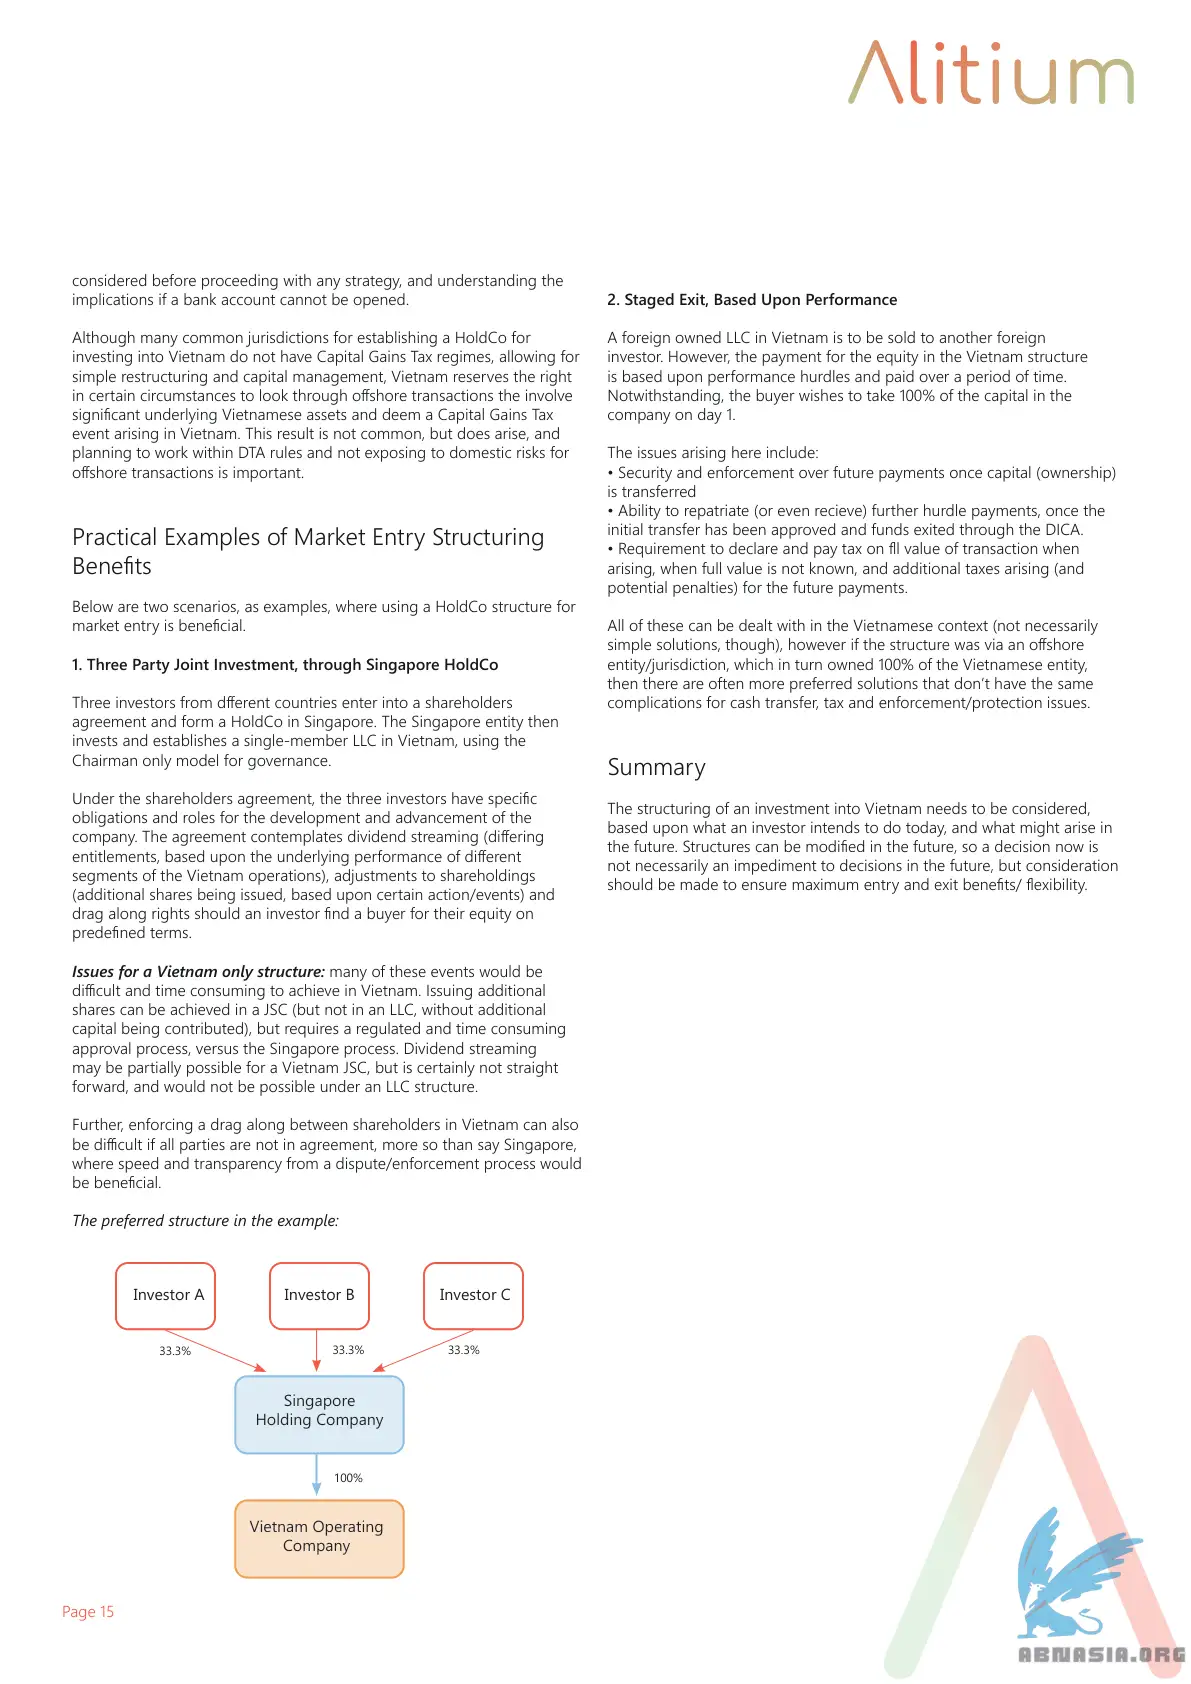 Alitium
considered before proceeding with any strategy, and understanding the
implications if a bank account cannot be opened.
Although many common jurisdictions for establishing a HoldCo for
investing into Vietnam do not have Capital Gains Tax regimes, allowing for
simple restructuring and capital management, Vietnam reserves the right
in certain circumstances to look through offshore transactions the involve
significant underlying Vietnamese assets and deem a Capital Gains Tax
event arising in Vietnam. This result is not common, but does arise, and
planning to work within DTA rules and not exposing to domestic risks for
offshore transactions is important.
Practical Examples of Market Entry Structuring
Benefits
Below are two scenarios, as examples, where using a HoldCo structure for
market entry is beneficial.
1. Three Party Joint Investment, through Singapore HoldCo
Three investors from dfferent countries enter into a shareholders
agreement and form a HoldCo in Singapore. The Singapore entity then
invests and establishes a single-member LLC in Vietnam, using the
Chairman only model for governance.
Under the shareholders agreement, the three investors have specific
obligations and roles for the development and advancement of the
company. The agreement contemplates dividend streaming (differing
entitlements, based upon the underlying performance of different
segments of the Vietnam operations), adjustments to shareholdings
(additional shares being issued, based upon certain action/events) and
drag along rights should an investor find a buyer for their equity on
predefined terms.
Issues for a Vietnam only structure: many of these events would be
difficult and time consuming to achieve in Vietnam. Issuing additional
shares can be achieved in a JSC (but not in an LLC, without additional
capital being contributed), but requires a regulated and time consuming
approval process, versus the Singapore process. Dividend streaming
may be partially possible for a Vietnam JSC, but is certainly not straight
forward, and would not be possible under an LLC structure.
Further, enforcing a drag along between shareholders in Vietnam can also
be difficult if all parties are not in agreement, more so than say Singapore,
where speed and transparency from a dispute/enforcement process would
be beneficial.
The preferred structure in the example:
Investor A
Investor B
Investor C
33.3%
33.3%
33.3%
Singapore
Holding Company
100%
Vietnam Operating
Company
Page 15
2. Staged Exit, Based Upon Performance
A foreign owned LLC in Vietnam is to be sold to another foreign
investor. However, the payment for the equity in the Vietnam structure
is based upon performance hurdles and paid over a period of time.
Notwithstanding, the buyer wishes to take 100% of the capital in the
company on day 1.
The issues arising here include:
• Security and enforcement over future payments once capital (ownership)
is transferred
• Ability to repatriate (or even recieve) further hurdle payments, once the
initial transfer has been approved and funds exited through the DICA.
• Requirement to declare and pay tax on fll value of transaction when
arising, when full value is not known, and additional taxes arising (and
potential penalties) for the future payments.
All of these can be dealt with in the Vietnamese context (not necessarily
simple solutions, though), however if the structure was via an offshore
entity/jurisdiction, which in turn owned 100% of the Vietnamese entity,
then there are often more preferred solutions that don't have the same
complications for cash transfer, tax and enforcement/protection issues.
Summary
The structuring of an investment into Vietnam needs to be considered,
based upon what an investor intends to do today, and what might arise in
the future. Structures can be modified in the future, so a decision now is
not necessarily an impediment to decisions in the future, but consideration
should be made to ensure maximum entry and exit benefits/ flexibility.
ABNASIA.ORG